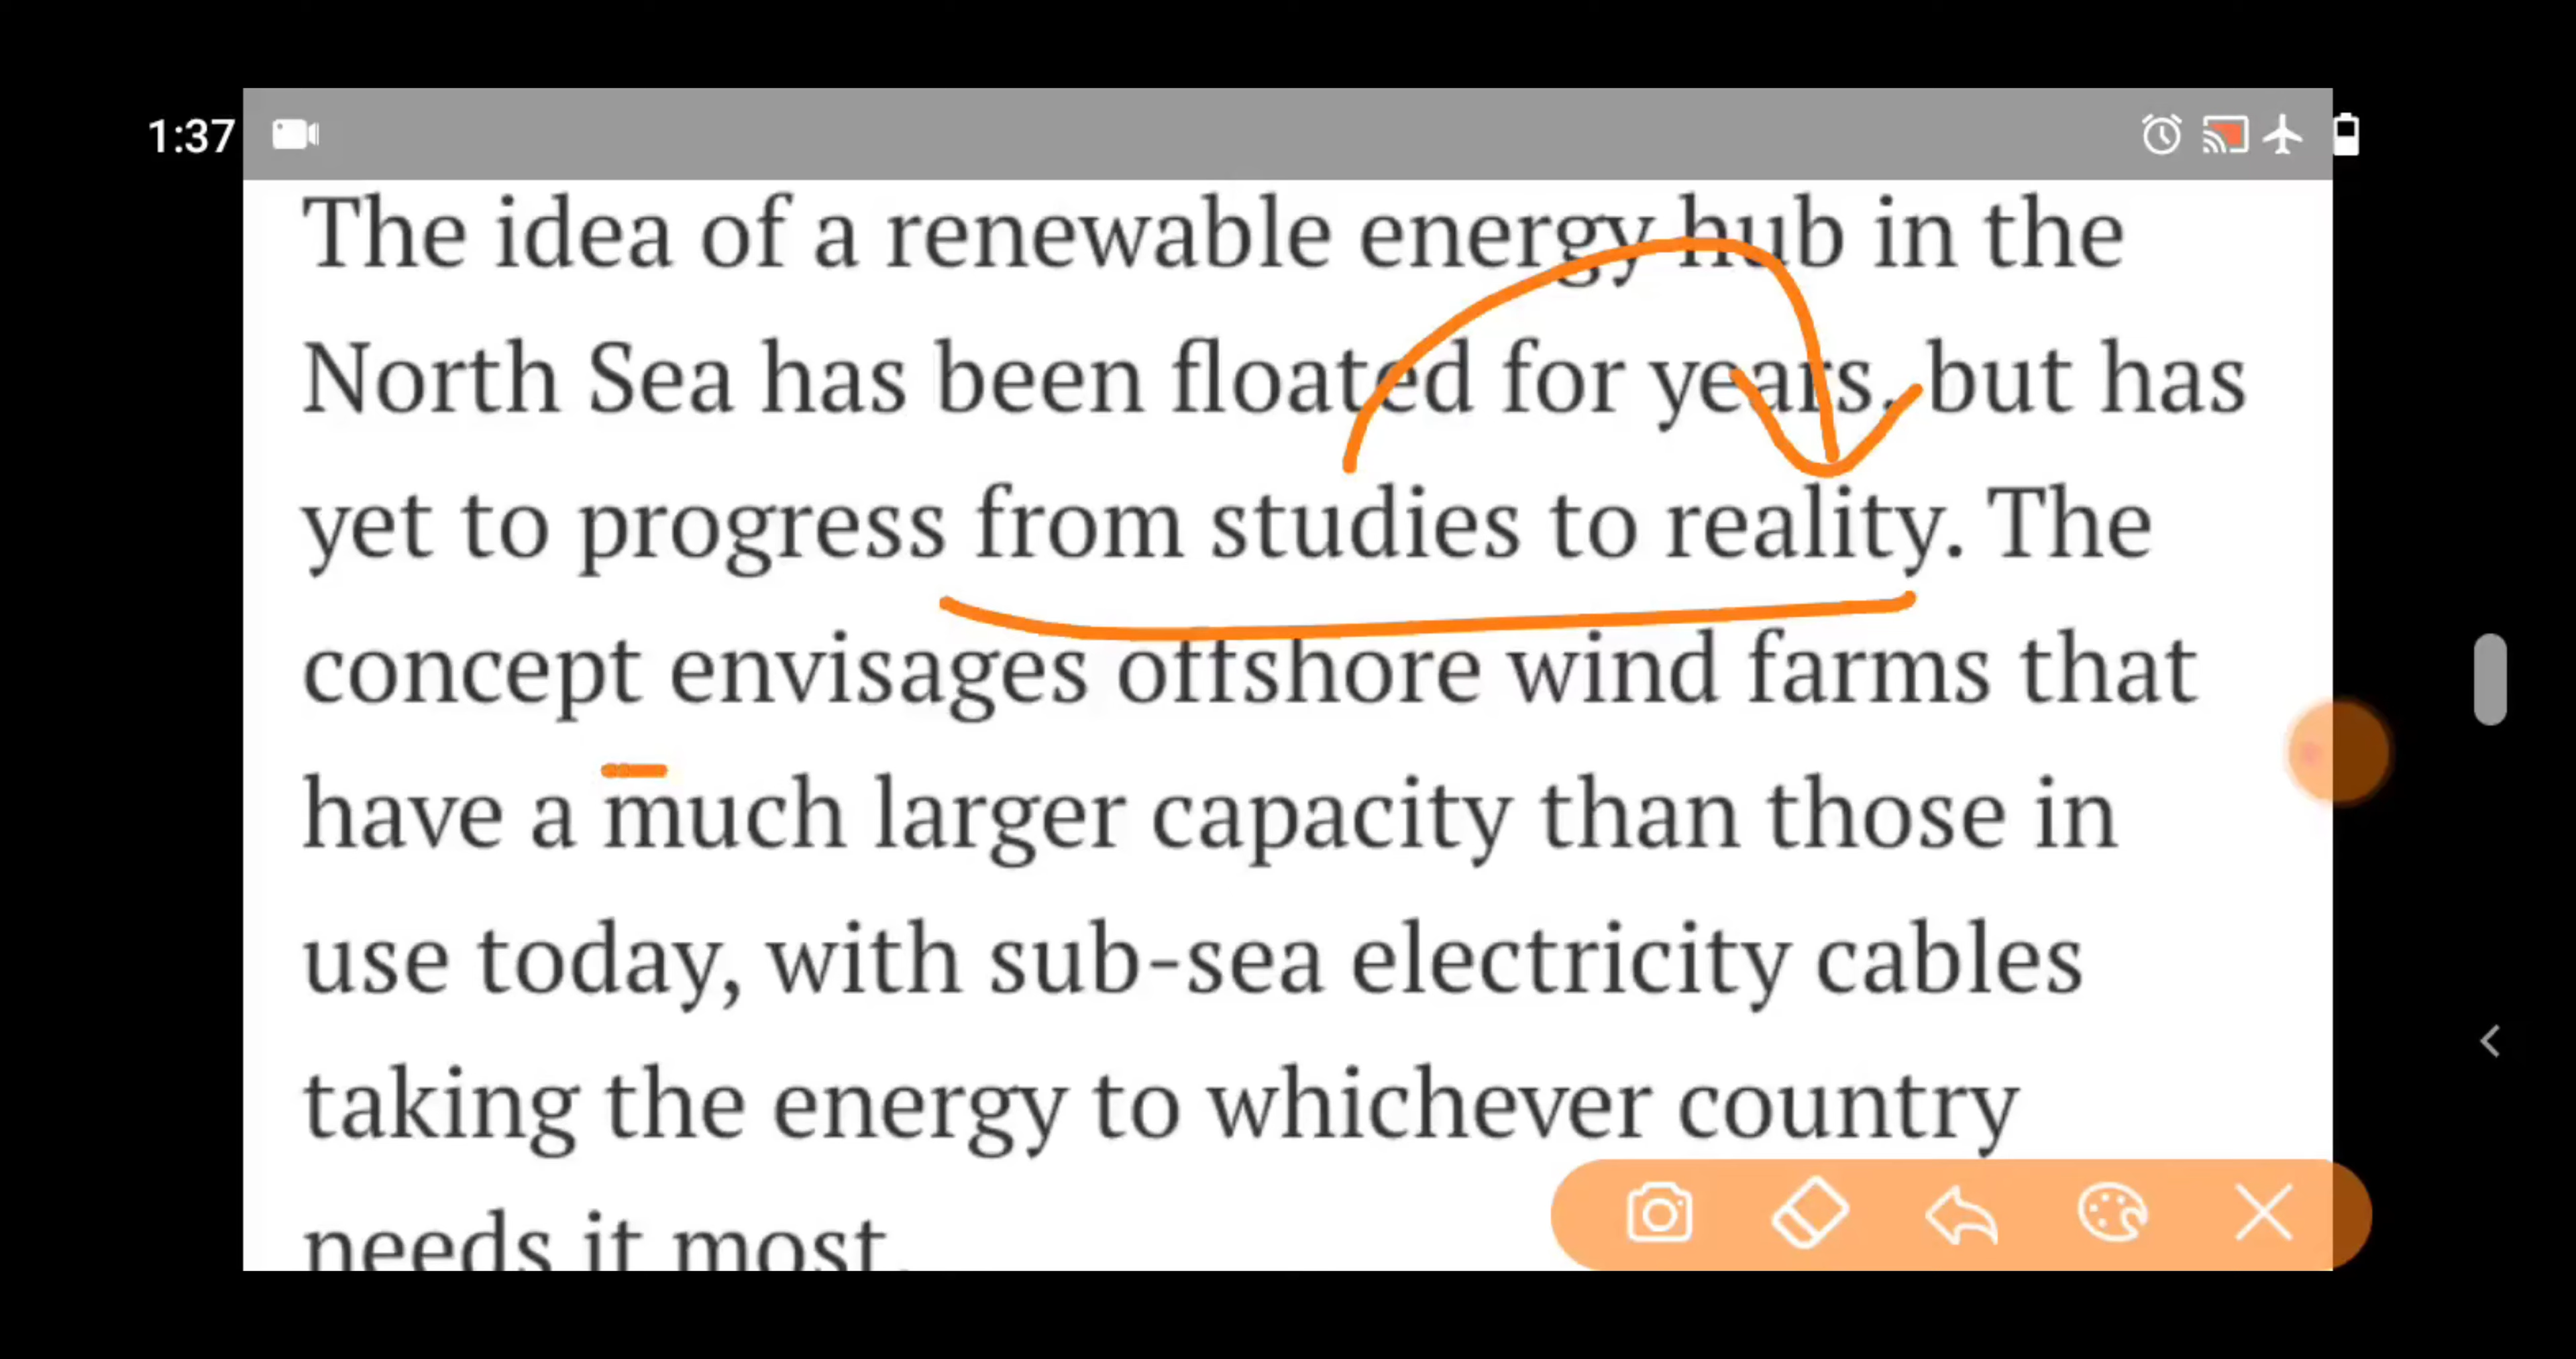 1:37
The idea of a renewable energy hub in the
North Sea has been floated for years, but has
yet to progress from studies to reality. The
concept envisages offshore wind farms that
have a much larger capacity than those in
use today, with sub-sea electricity cables
taking the energy to whichever country
needs it most.